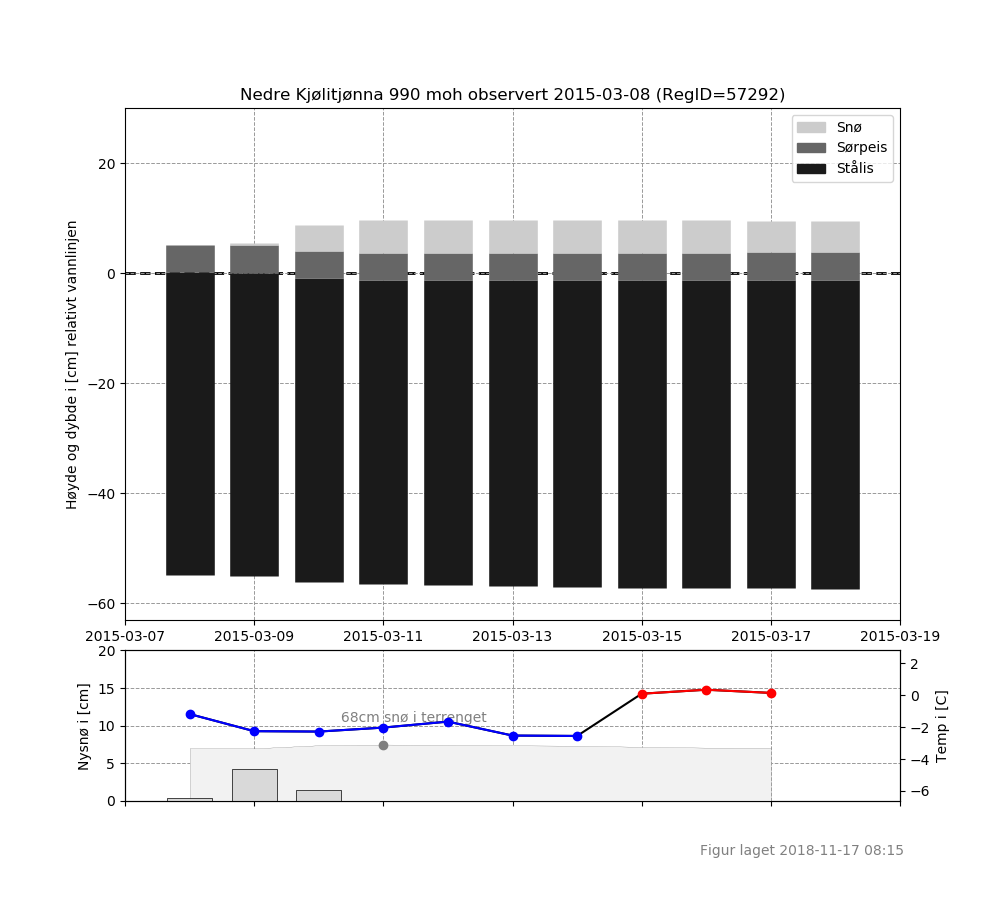 Nedre Kjølitjønna 990 moh observert 2015-03-08 (RegID=57292)
Snø
Sørpeis
Stålis
Høyde og dybde i [cm] relativt vannlinjen
20
0
−20
−40
−60
2015-03-07 2015-03-09 2015-03-11 2015-03-13 2015-03-15 2015-03-17 2015-03-19
Nysnø i [cm]
20
15
10
5
0
68cm snø i terrenget
2
0
−2
−4
−6
Temp i [C]
Figur laget 2018-11-17 08:15